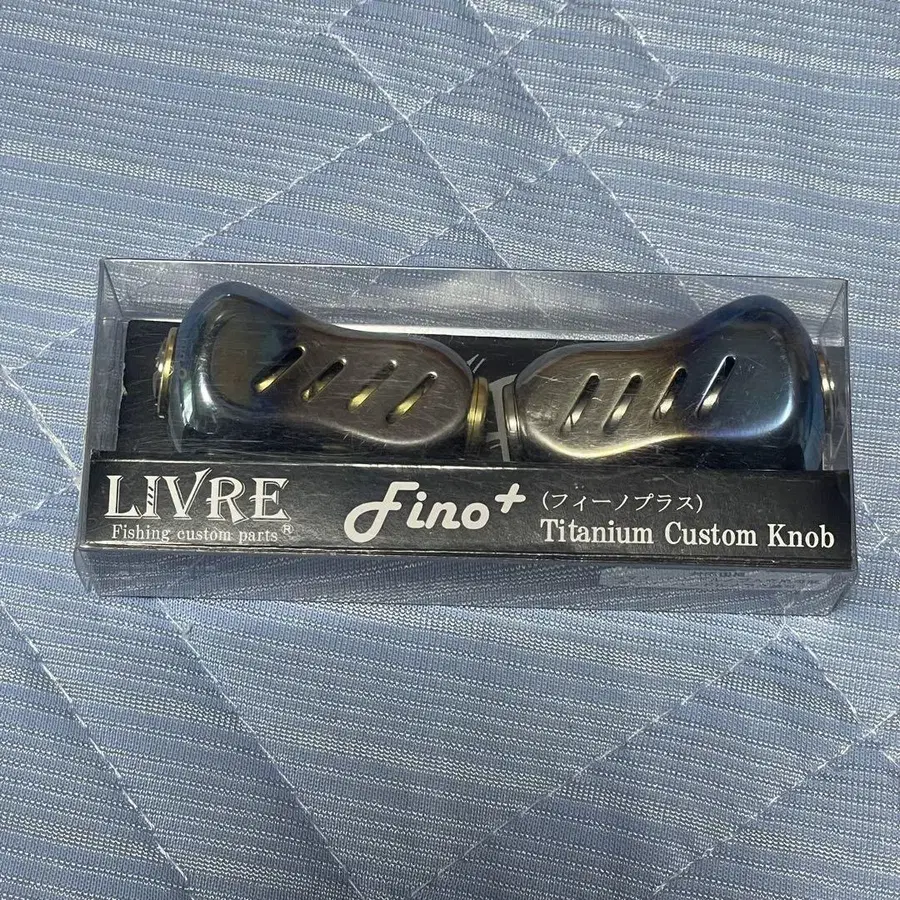 LIVRE
Fishing custom parts®
Fino+
(フィーノプラス)
Titanium Custom Knob